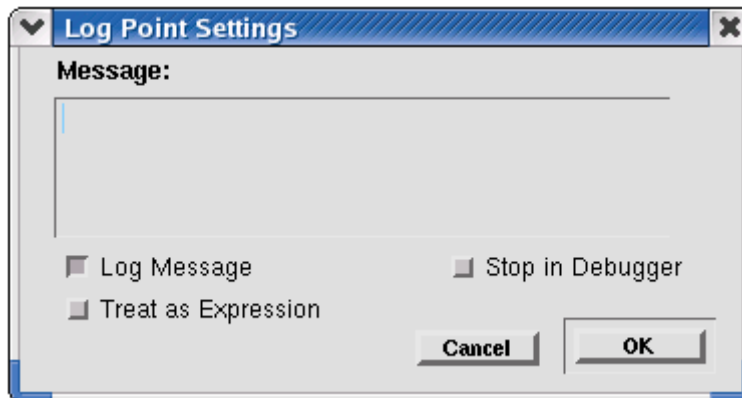 Log Point Settings
Message:
Log Message
Stop in Debugger
Treat as Expression
Cancel
OK